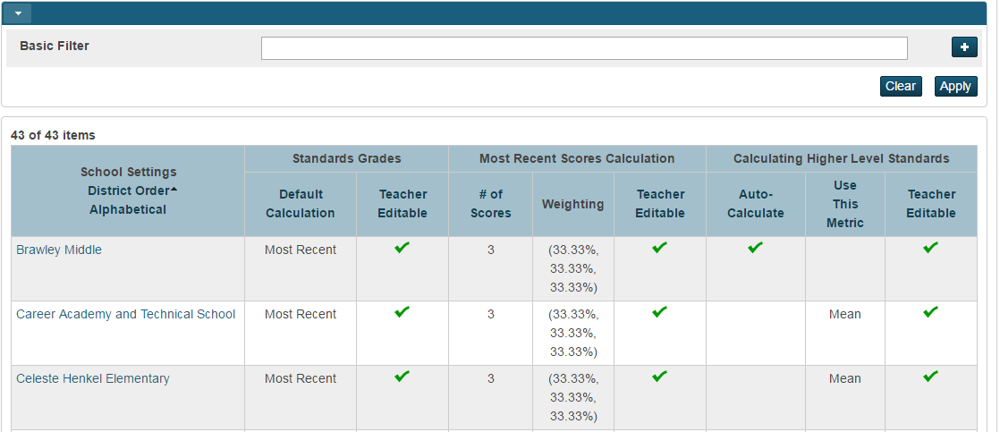 Basic Filter
+
Clear Apply
43 of 43 items
School Settings
District Order
Alphabetical
Standards Grades
Most Recent Scores Calculation
Calculating Higher Level Standards
Default
Calculation
Teacher
Editable
# of
Scores
Weighting
Teacher
Editable
Auto-
Calculate
Use
This
Metric
Teacher
Editable
Brawley Middle
Most Recent
3
(33.33%,
33.33%,
33.33%)
Career Academy and Technical School
Most Recent
3
(33.33%,
33.33%,
33.33%)
Mean
Celeste Henkel Elementary
Most Recent
3
(33.33%,
33.33%,
33.33%)
Mean